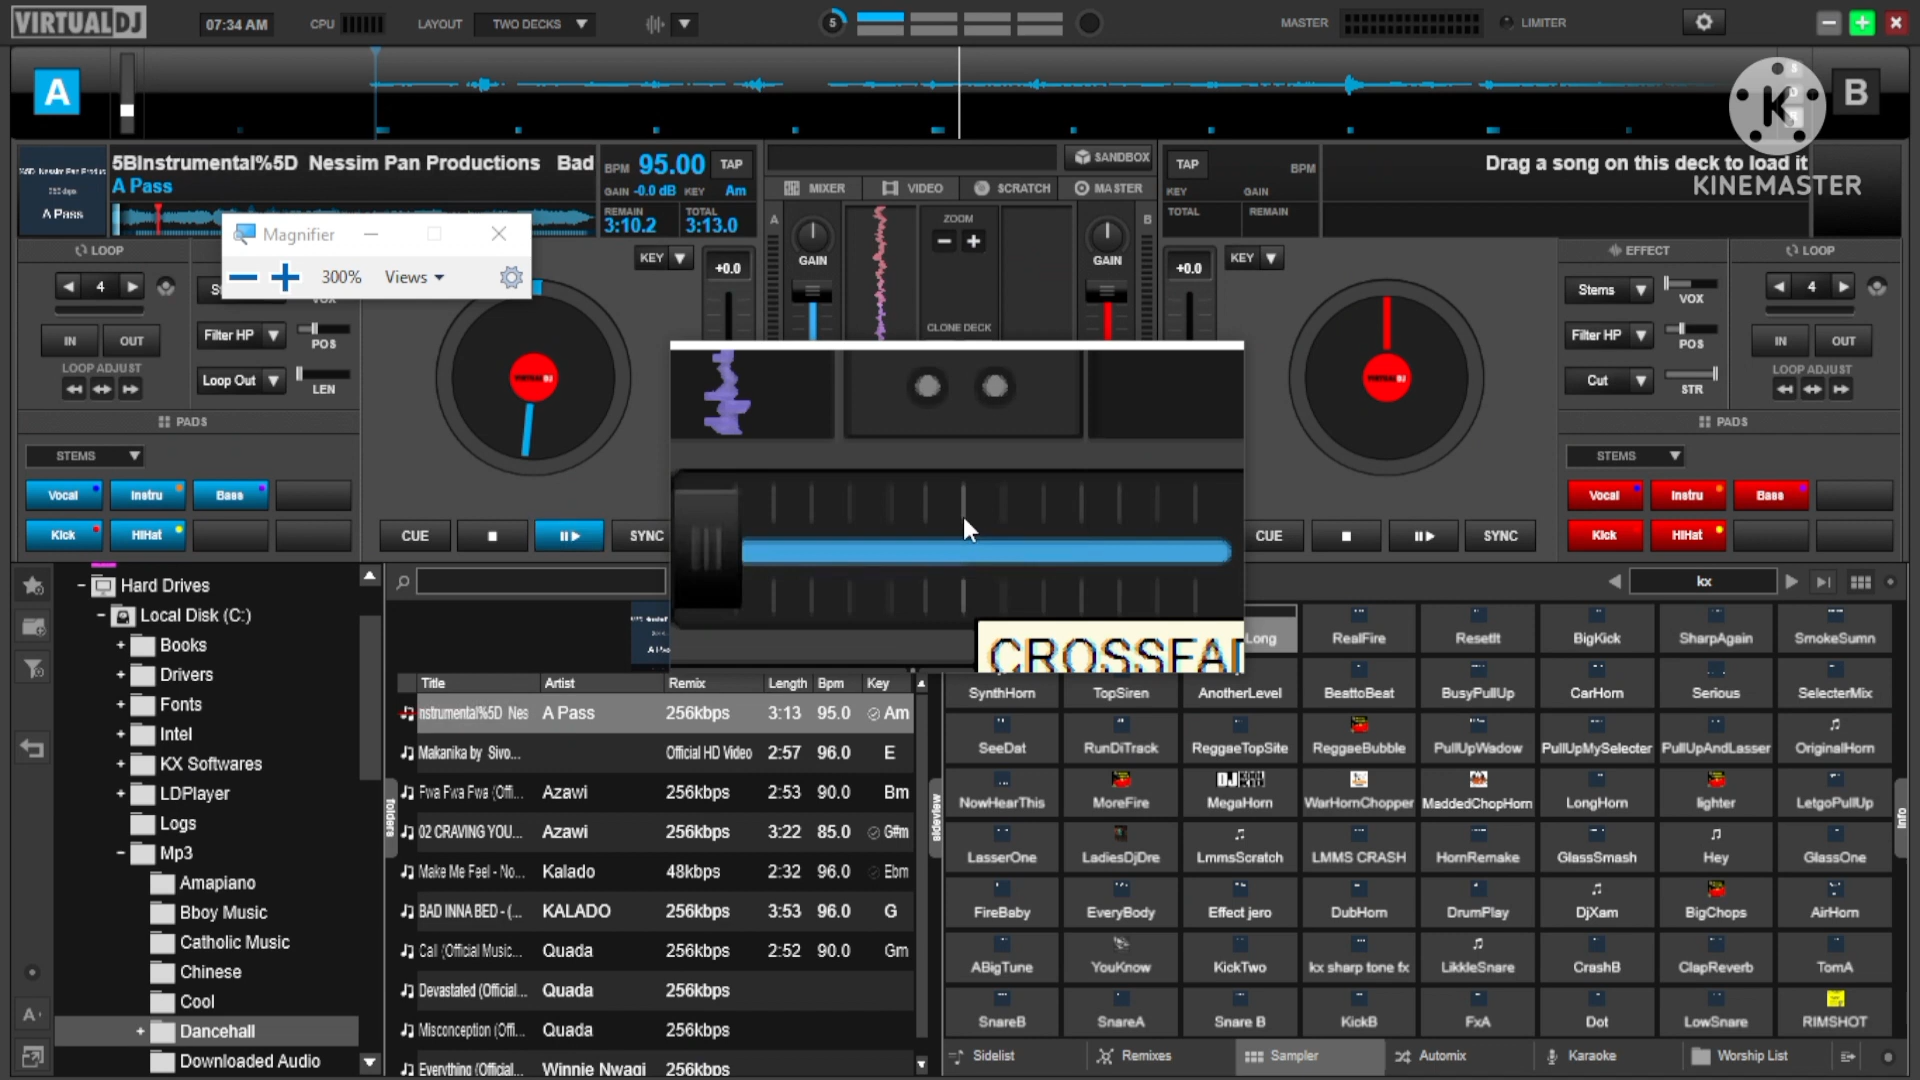 VIRTUALDJ
07:34 AM
CPU
LAYOUT
TWO DECKS
5
MASTER
LIMITER
A
B
K
KINEMASTER
5BInstrumental%5D Nessim Pan Productions Bad
A Pass
A Pass
BPM 95.00 TAP
GAIN -0.0 dB KEY Am
REMAIN 3:10.2
TOTAL 3:13.0
SANDBOX
MIXER
VIDEO
SCRATCH
MASTER
TAP
BPM
KEY
GAIN
TOTAL
REMAIN
Drag a song on this deck to load it
Magnifier
300%
Views
LOOP
4
IN
OUT
LOOP ADJUST
VOX
Filter HP
POS
Loop Out
LEN
KEY
+0.0
A
GAIN
ZOOM
CLONE DECK
GAIN
B
+0.0
KEY
EFFECT
Stems
VOX
Filter HP
POS
Cut
STR
LOOP
4
IN
OUT
LOOP ADJUST
PADS
STEMS
Vocal
Instru
Bass
Kick
HiHat
CUE
SYNC
CUE
SYNC
PADS
STEMS
Vocal
Instru
Bass
Kick
HiHat
CROSSFA
Hard Drives
Local Disk (C:)
Books
Drivers
Fonts
Intel
KX Softwares
LDPlayer
Logs
Mp3
Amapiano
Bboy Music
Catholic Music
Chinese
Cool
Dancehall
Downloaded Audio
folders
Title Artist Remix Length Bpm Key
nstrumental%5D Nes A Pass 256kbps 3:13 95.0 Am
Makanika by Sivo... Official HD Video 2:57 96.0 E
Fwa Fwa Fwa (Offi... Azawi 256kbps 2:53 90.0 Bm
02 CRAVING YOU... Azawi 256kbps 3:22 85.0 G#m
Make Me Feel - No... Kalado 48kbps 2:32 96.0 Ebm
BAD INNA BED - (... KALADO 256kbps 3:53 96.0 G
Call (Official Music... Quada 256kbps 2:52 90.0 Gm
Devastated (Official... Quada 256kbps
Misconception (Offi... Quada 256kbps
Everything (Official... Winnie Nwagi 256kbps
sideview
kx
Long RealFire ResetIt BigKick SharpAgain SmokeSumn
SynthHorn TopSiren AnotherLevel BeattoBeat BusyPullUp CarHorn Serious SelecterMix
SeeDat RunDiTrack ReggaeTopSite ReggaeBubble PullUpWadow PullUpMySelecter PullUpAndLasser OriginalHorn
NowHearThis MoreFire MegaHorn WarHornChopper MaddedChopHorn LongHorn lighter LetgoPullUp
LasserOne LadiesDjDre LmmsScratch LMMS CRASH HornRemake GlassSmash Hey GlassOne
FireBaby EveryBody Effect jero DubHorn DrumPlay DjXam BigChops AirHorn
ABigTune YouKnow KickTwo kx sharp tone fx LikkleSnare CrashB ClapReverb TomA
SnareB SnareA Snare B KickB FxA Dot LowSnare RIMSHOT
Info
Sidelist
Remixes
Sampler
Automix
Karaoke
Worship List